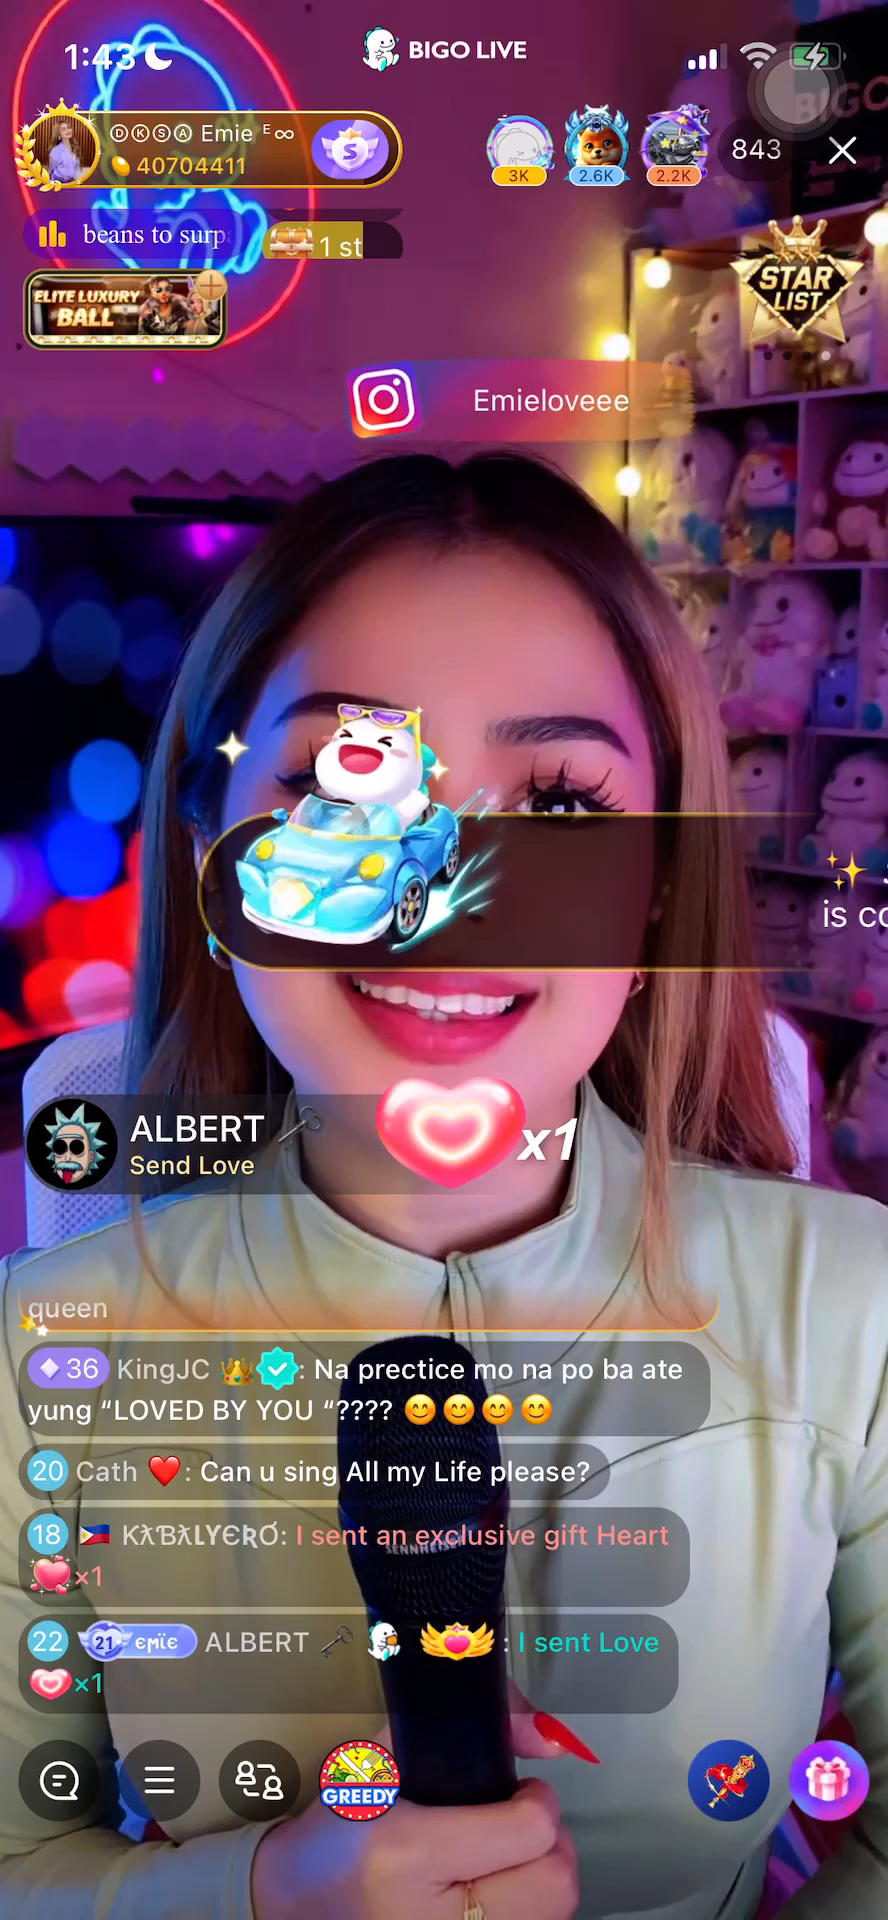 1:43
BIGO LIVE
ⒹⓀⓈⒶ Emie ᴱ∞
40704411
S
3K
2.6K
2.2K
843
beans to surp
1 st
ELITE LUXURY
BALL
STAR
LIST
Emieloveee
is co
ALBERT
Send Love
x1
queen
36 KingJC : Na prectice mo na po ba ate
yung “LOVED BY YOU “???? 😊😊😊😊
20 Cath ❤️: Can u sing All my Life please?
18 🇵🇭 KƛBƛLYЄƦƠ: I sent an exclusive gift Heart
x1
SENNHEISER
22 21 єmïє ALBERT 🗝 : I sent Love
x1
GREEDY